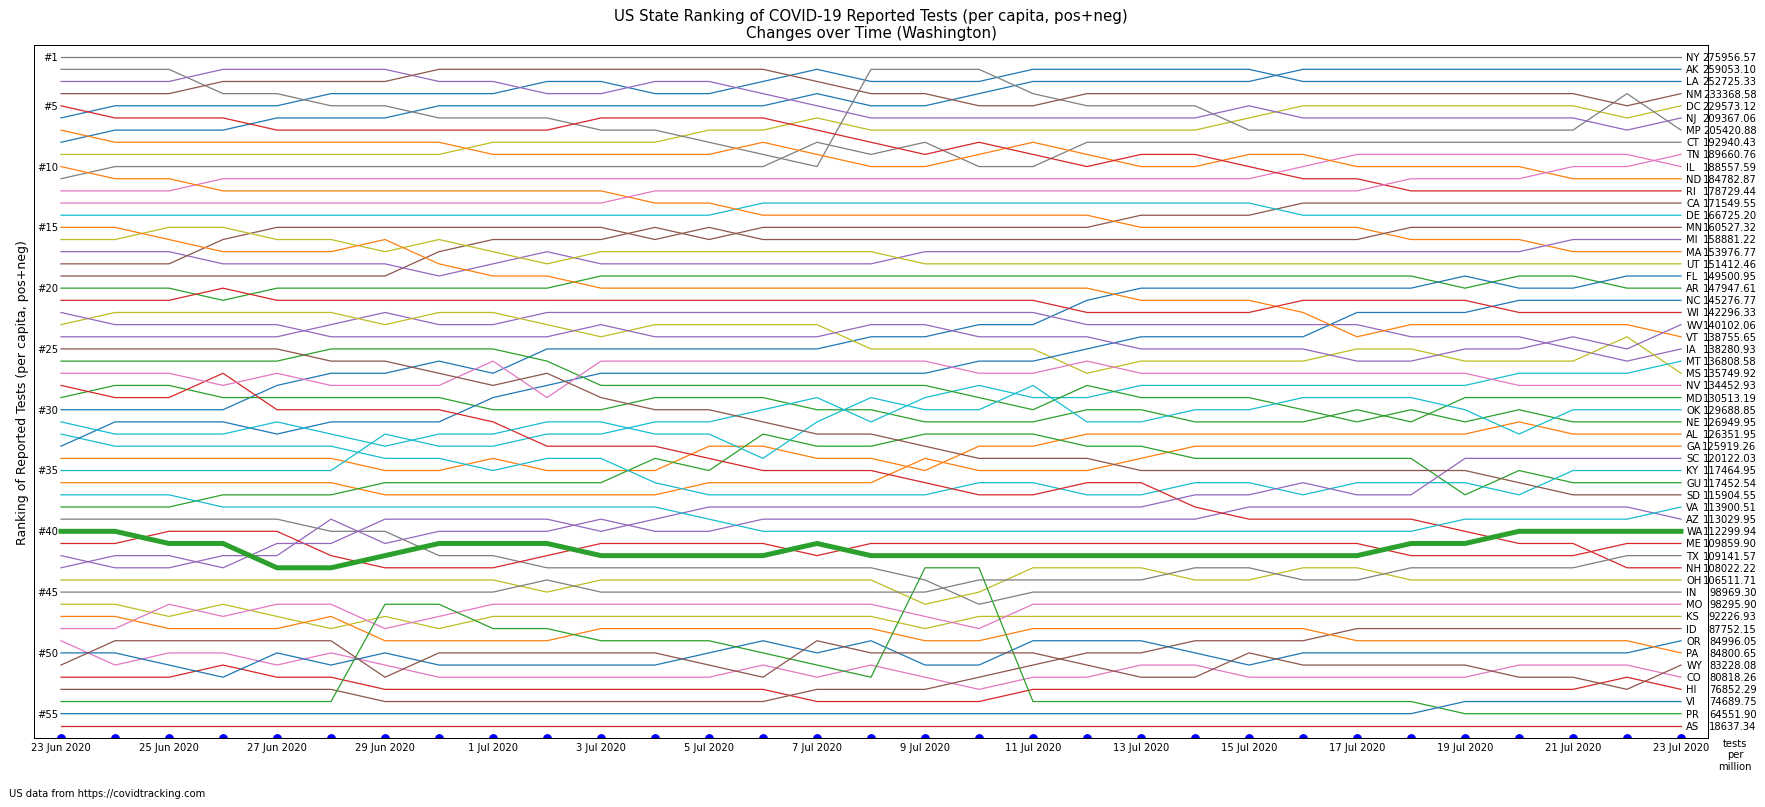 US State Ranking of COVID-19 Reported Tests (per capita, pos+neg)
Changes over Time (Washington)
Ranking of Reported Tests (per capita, pos+neg)
#1
#5
#10
#15
#20
#25
#30
#35
#40
#45
#50
#55
NY 275956.57
AK 259053.10
LA 252725.33
NM 233368.58
DC 229573.12
NJ 209367.06
MP 205420.88
CT 192940.43
TN 189660.76
IL 188557.59
ND 184782.87
RI 178729.44
CA 171549.55
DE 166725.20
MN 160527.32
MI 158881.22
MA 153976.77
UT 151412.46
FL 149500.95
AR 147947.61
NC 145276.77
WI 142296.33
WV 140102.06
VT 138755.65
IA 138280.93
MT 136808.58
MS 135749.92
NV 134452.93
MD 130513.19
OK 129688.85
NE 126949.95
AL 126351.95
GA 125919.26
SC 120122.03
KY 117464.95
GU 117452.54
SD 115904.55
VA 113900.51
AZ 113029.95
WA 112299.94
ME 109859.90
TX 109141.57
NH 108022.22
OH 106511.71
IN 98969.30
MO 98295.90
KS 92226.93
ID 87752.15
OR 84996.05
PA 84800.65
WY 83228.08
CO 80818.26
HI 76852.29
VI 74689.75
PR 64551.90
AS 18637.34
23 Jun 2020 25 Jun 2020 27 Jun 2020 29 Jun 2020 1 Jul 2020 3 Jul 2020 5 Jul 2020 7 Jul 2020 9 Jul 2020 11 Jul 2020 13 Jul 2020 15 Jul 2020 17 Jul 2020 19 Jul 2020 21 Jul 2020 23 Jul 2020
tests
per
million
US data from https://covidtracking.com